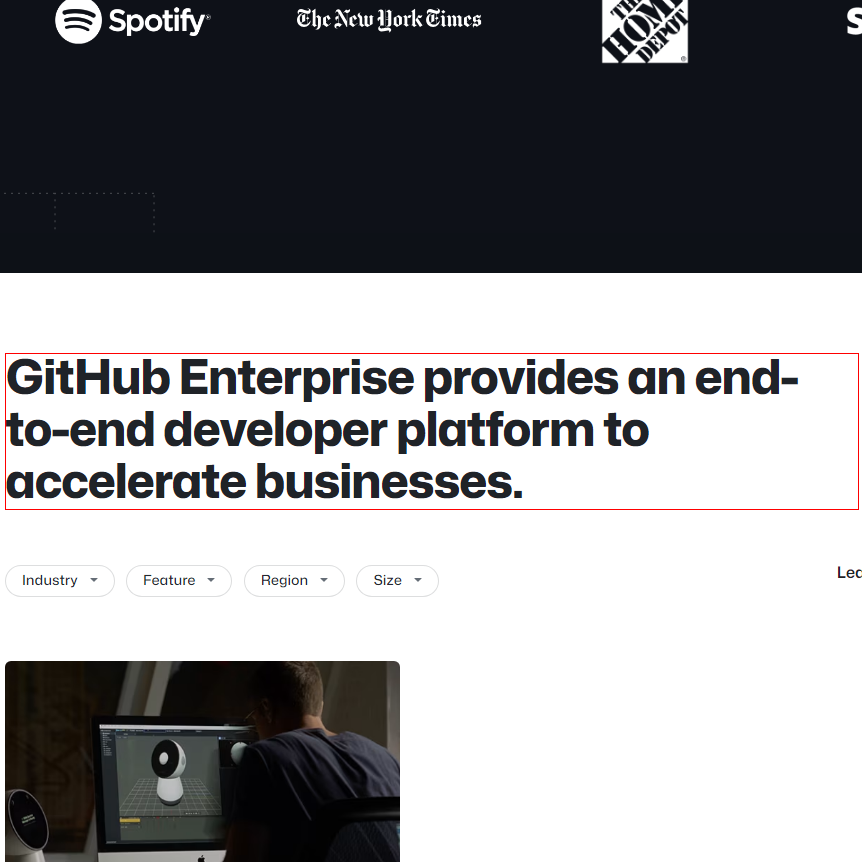 Spotify
The New York Times
THE HOME DEPOT
GitHub Enterprise provides an end-
to-end developer platform to
accelerate businesses.
Industry
Feature
Region
Size